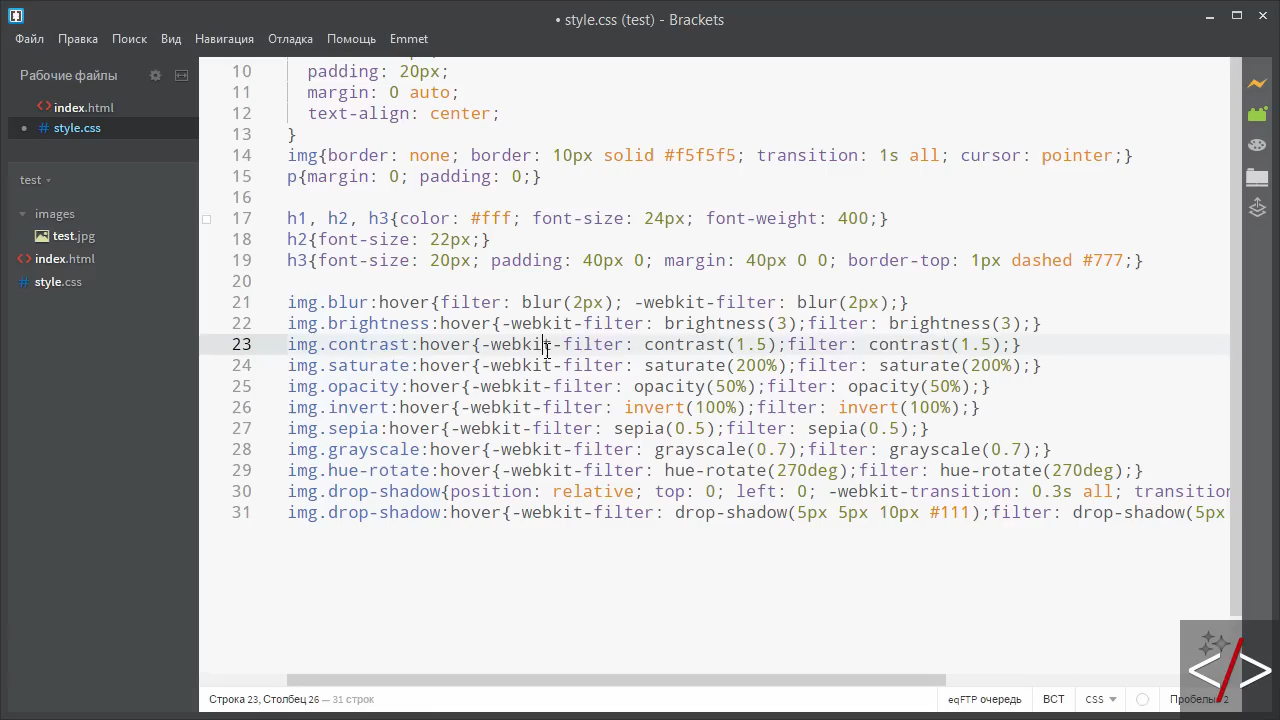 • style.css (test) - Brackets
Файл Правка Поиск Вид Навигация Отладка Помощь Emmet
Рабочие файлы
index.html
style.css
test
images
test.jpg
index.html
style.css
10 padding: 20px;
11 margin: 0 auto;
12 text-align: center;
13 }
14 img{border: none; border: 10px solid #f5f5f5; transition: 1s all; cursor: pointer;}
15 p{margin: 0; padding: 0;}
16
17 h1, h2, h3{color: #fff; font-size: 24px; font-weight: 400;}
18 h2{font-size: 22px;}
19 h3{font-size: 20px; padding: 40px 0; margin: 40px 0 0; border-top: 1px dashed #777;}
20
21 img.blur:hover{filter: blur(2px); -webkit-filter: blur(2px);}
22 img.brightness:hover{-webkit-filter: brightness(3);filter: brightness(3);}
23 img.contrast:hover{-webkit-filter: contrast(1.5);filter: contrast(1.5);}
24 img.saturate:hover{-webkit-filter: saturate(200%);filter: saturate(200%);}
25 img.opacity:hover{-webkit-filter: opacity(50%);filter: opacity(50%);}
26 img.invert:hover{-webkit-filter: invert(100%);filter: invert(100%);}
27 img.sepia:hover{-webkit-filter: sepia(0.5);filter: sepia(0.5);}
28 img.grayscale:hover{-webkit-filter: grayscale(0.7);filter: grayscale(0.7);}
29 img.hue-rotate:hover{-webkit-filter: hue-rotate(270deg);filter: hue-rotate(270deg);}
30 img.drop-shadow{position: relative; top: 0; left: 0; -webkit-transition: 0.3s all; transition
31 img.drop-shadow:hover{-webkit-filter: drop-shadow(5px 5px 10px #111);filter: drop-shadow(5px
Строка 23, Столбец 26 — 31 строк
eqFTP очередь ВСТ CSS Пробелы: 2